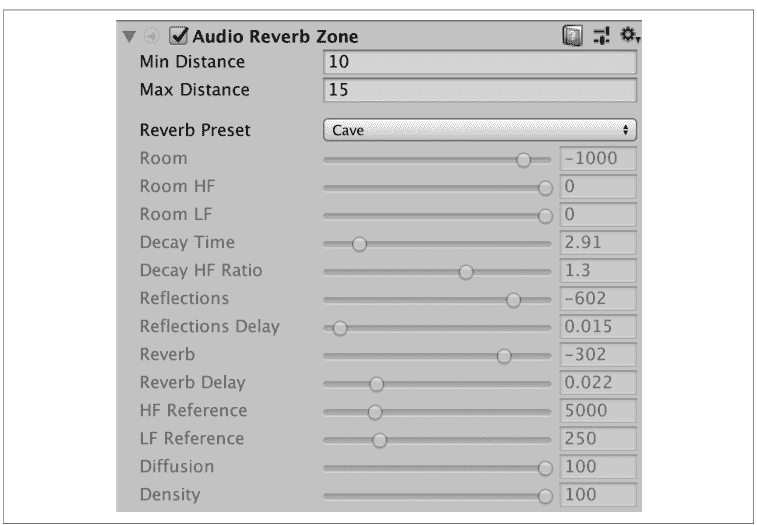 Audio Reverb Zone
Min Distance 10
Max Distance 15
Reverb Preset Cave
Room -1000
Room HF 0
Room LF 0
Decay Time 2.91
Decay HF Ratio 1.3
Reflections -602
Reflections Delay 0.015
Reverb -302
Reverb Delay 0.022
HF Reference 5000
LF Reference 250
Diffusion 100
Density 100